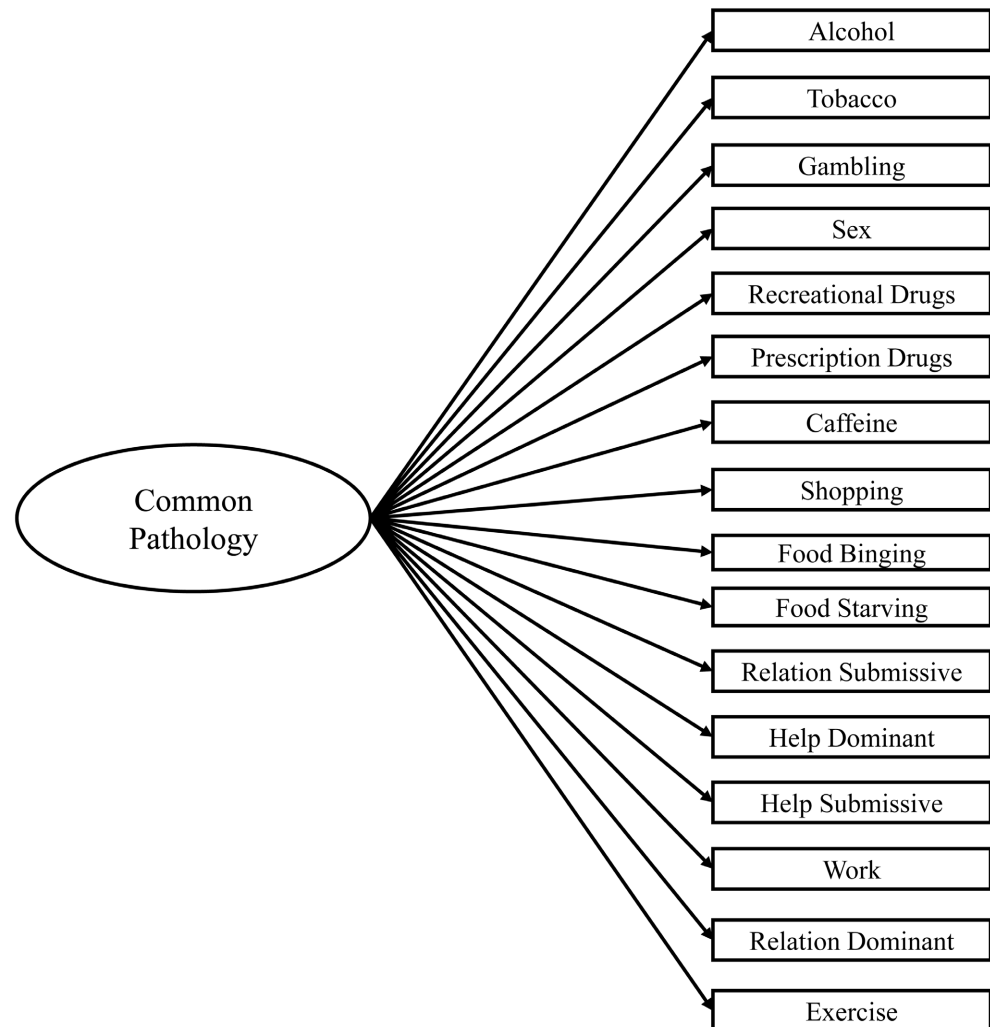 Alcohol
Tobacco
Gambling
Sex
Recreational Drugs
Prescription Drugs
Caffeine
Common
Pathology
Shopping
Food Binging
Food Starving
Relation Submissive
Help Dominant
Help Submissive
Work
Relation Dominant
Exercise